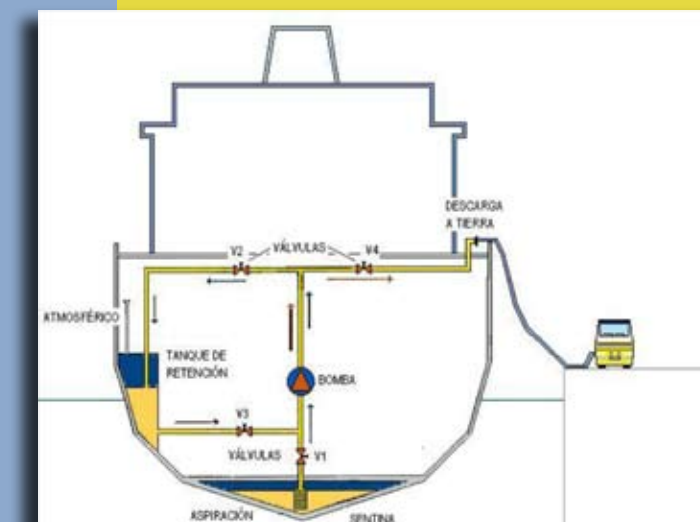 DESCARGA
A TIERRA
V2
VÁLVULAS
V4
ATMOSFÉRICO
TANQUE DE
RETENCIÓN
BOMBA
V3
VÁLVULAS
V1
ASPIRACIÓN
SENTINA